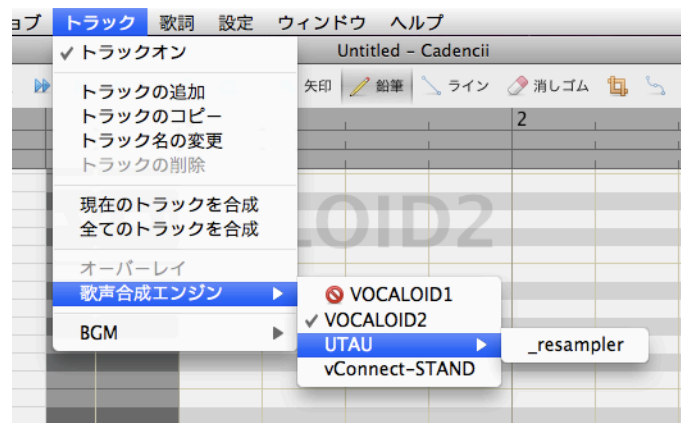 ョブ トラック 歌詞 設定 ウィンドウ ヘルプ
✓ トラックオン
Untitled – Cadencii
矢印 鉛筆 ライン 消しゴム
トラックの追加
トラックのコピー
トラック名の変更
トラックの削除
2
現在のトラックを合成
全てのトラックを合成
LOID2
オーバーレイ
歌声合成エンジン
BGM
VOCALOID1
✓ VOCALOID2
UTAU
vConnect-STAND
_resampler